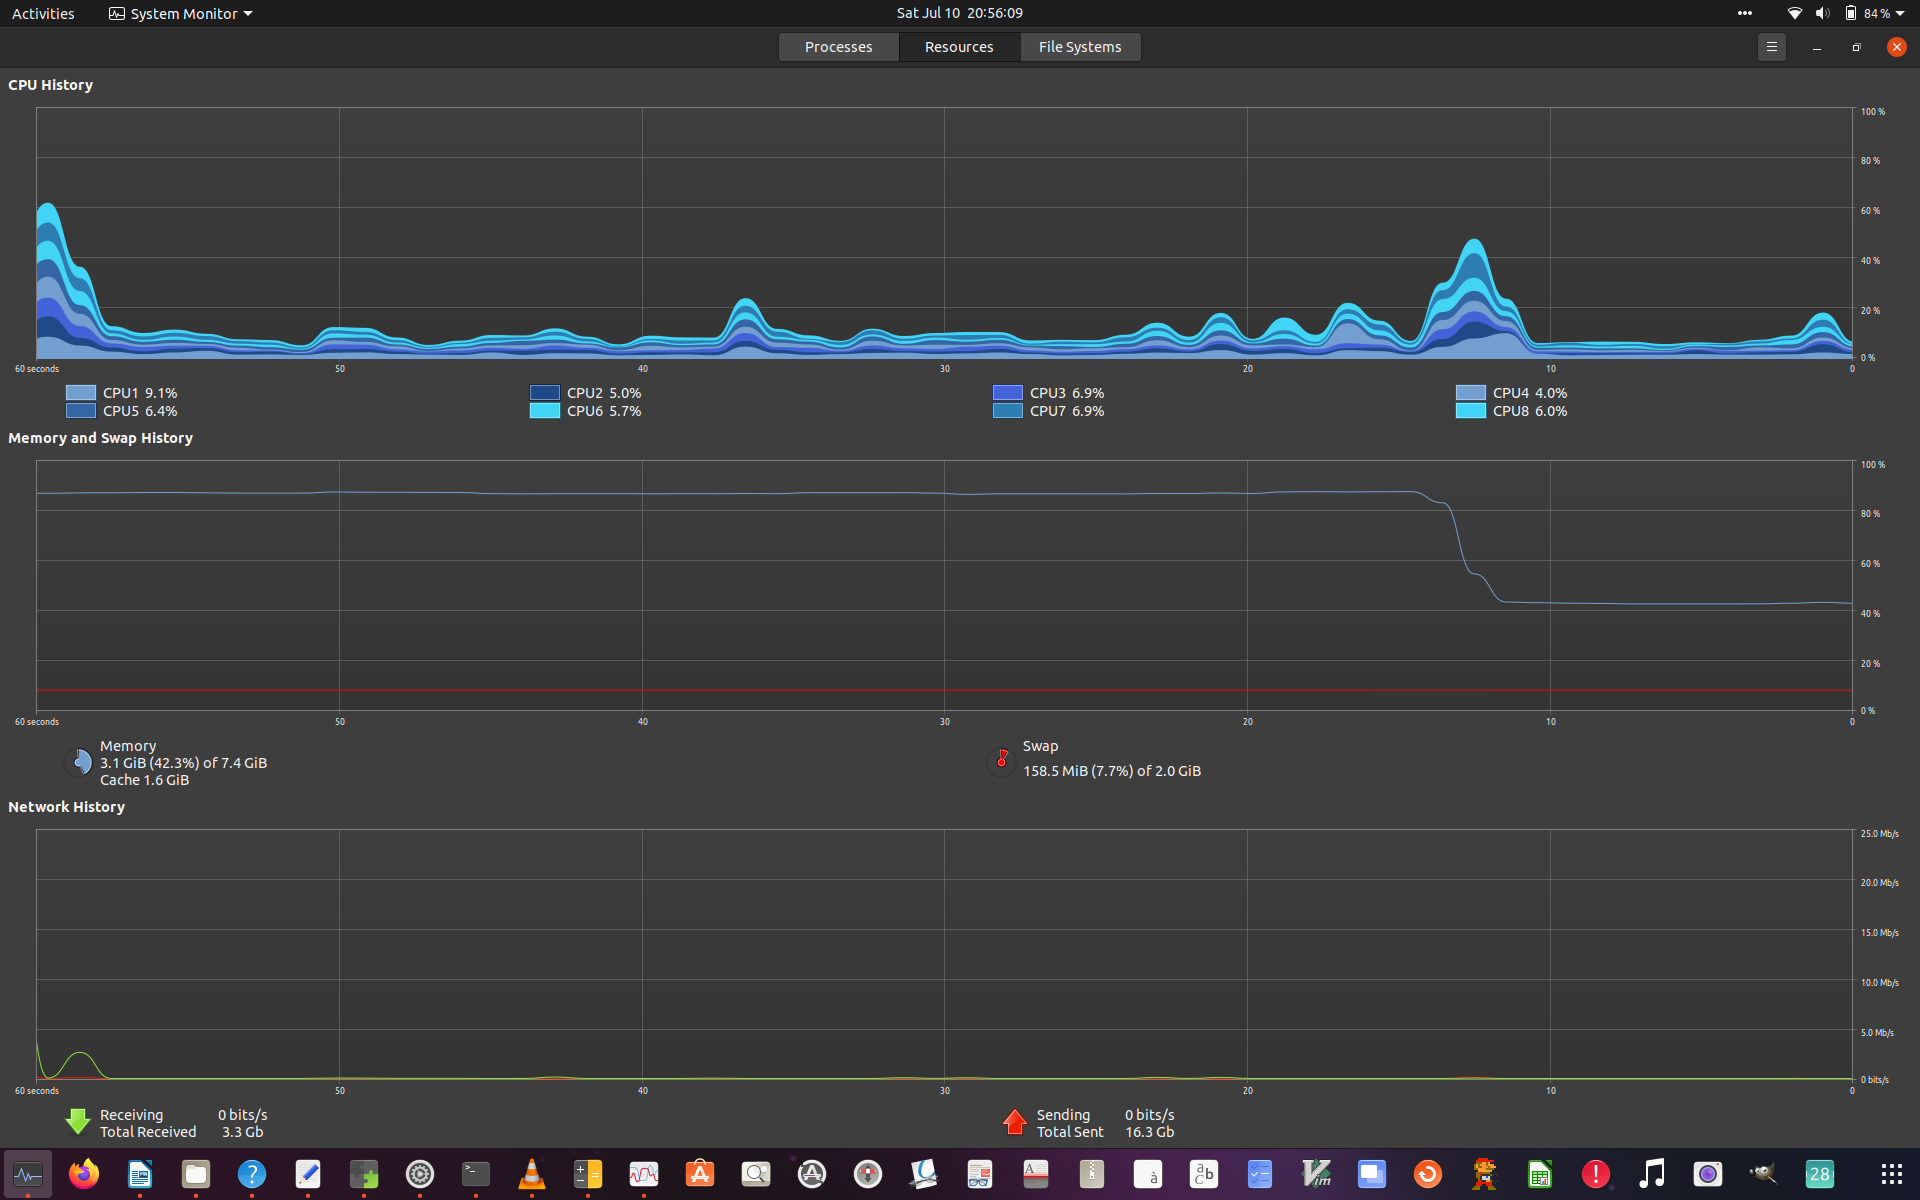 Activities System Monitor Sat Jul 10 20:56:09 84 %
Processes Resources File Systems
CPU History
100 %
80 %
60 %
40 %
20 %
0 %
60 seconds 50 40 30 20 10 0
CPU1 9.1% CPU2 5.0% CPU3 6.9% CPU4 4.0%
CPU5 6.4% CPU6 5.7% CPU7 6.9% CPU8 6.0%
Memory and Swap History
100 %
80 %
60 %
40 %
20 %
0 %
60 seconds 50 40 30 20 10 0
Memory
3.1 GiB (42.3%) of 7.4 GiB
Cache 1.6 GiB
Swap
158.5 MiB (7.7%) of 2.0 GiB
Network History
25.0 Mb/s
20.0 Mb/s
15.0 Mb/s
10.0 Mb/s
5.0 Mb/s
0 bits/s
60 seconds 50 40 30 20 10 0
Receiving 0 bits/s
Total Received 3.3 Gb
Sending 0 bits/s
Total Sent 16.3 Gb
28